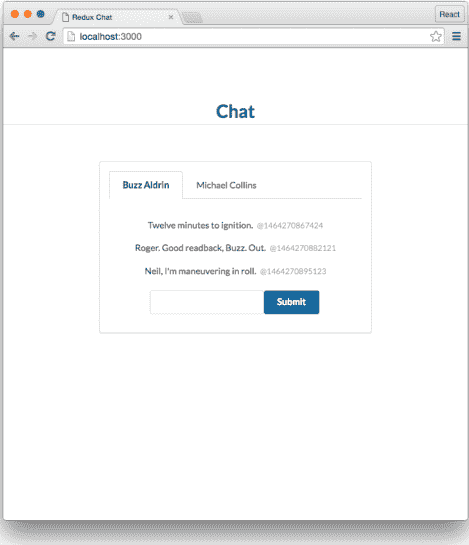 Redux Chat
React
localhost:3000
Chat
Buzz Aldrin Michael Collins
Twelve minutes to ignition. @1464270867424
Roger. Good readback, Buzz. Out. @1464270882121
Neil, I'm maneuvering in roll. @1464270895123
Submit